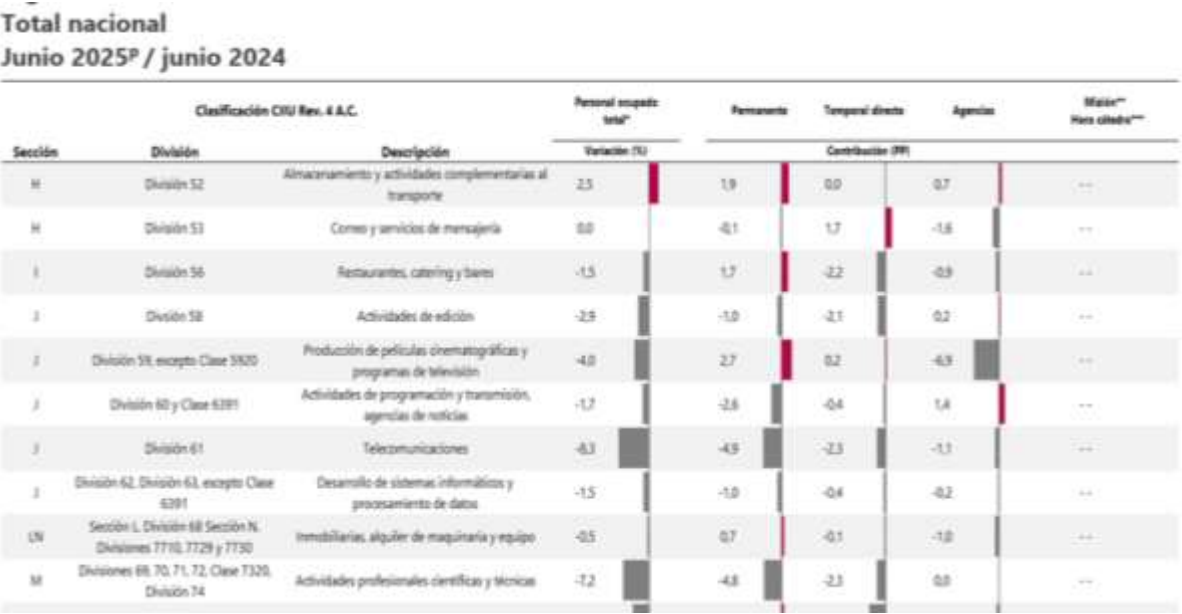 Total nacional
Junio 2025ᵖ / junio 2024
Clasificación CIIU Rev. 4 A.C.
Personal ocupado
total*
Permanente
Temporal directo
Agencias
Misión**
Hora cátedra***
Sección
División
Descripción
Variación (%)
Contribución (PP)
H División 52 Almacenamiento y actividades complementarias al
transporte
2,5 1,9 0,0 0,7 - -
H División 53 Correo y servicios de mensajería 0,0 -0,1 1,7 -1,6 - -
I División 56 Restaurantes, catering y bares -1,5 1,7 -2,2 -0,9 - -
J División 58 Actividades de edición -2,9 -1,0 -2,1 0,2 - -
J División 59, excepto Clase 5920 Producción de películas cinematográficas y
programas de televisión
-4,0 2,7 0,2 -6,9 - -
J División 60 y Clase 6391 Actividades de programación y transmisión,
agencias de noticias
-1,7 -2,6 -0,4 1,4 - -
J División 61 Telecomunicaciones -8,3 -4,9 -2,3 -1,1 - -
J División 62, División 63, excepto Clase
6391
Desarrollo de sistemas informáticos y
procesamiento de datos
-1,5 -1,0 -0,4 -0,2 - -
LN Sección L. División 68 Sección N.
Divisiones 7710, 7729 y 7730
Inmobiliarias, alquiler de maquinaria y equipo -0,5 0,7 -0,1 -1,0 - -
M Divisiones 69, 70, 71, 72, Clase 7320,
División 74
Actividades profesionales científicas y técnicas -7,2 -4,8 -2,3 0,0 - -